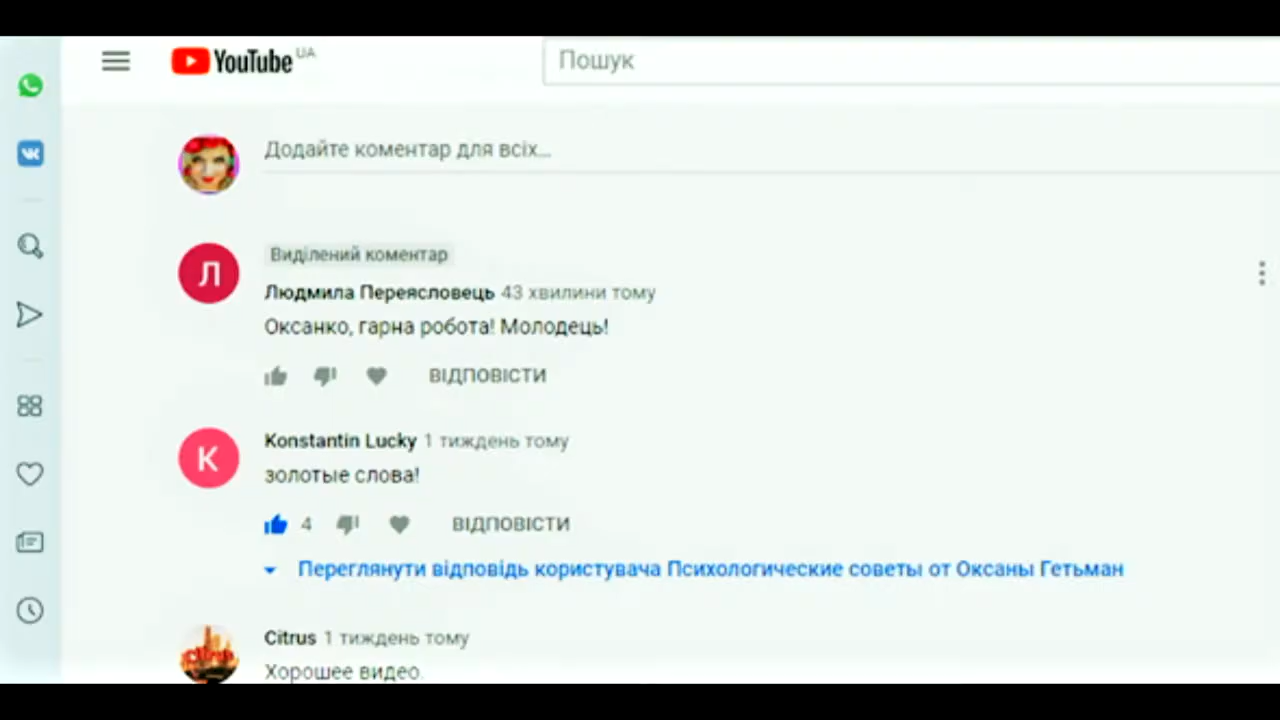 YouTube UA
Пошук
Додайте коментар для всіх...
Виділений коментар
Л
Людмила Переясловець 43 хвилини тому
Оксанко, гарна робота! Молодець!
ВІДПОВІСТИ
K
Konstantin Lucky 1 тиждень тому
золотые слова!
4 ВІДПОВІСТИ
Переглянути відповідь користувача Психологические советы от Оксаны Гетьман
Citrus 1 тиждень тому
Citrus
Хорошее видео.